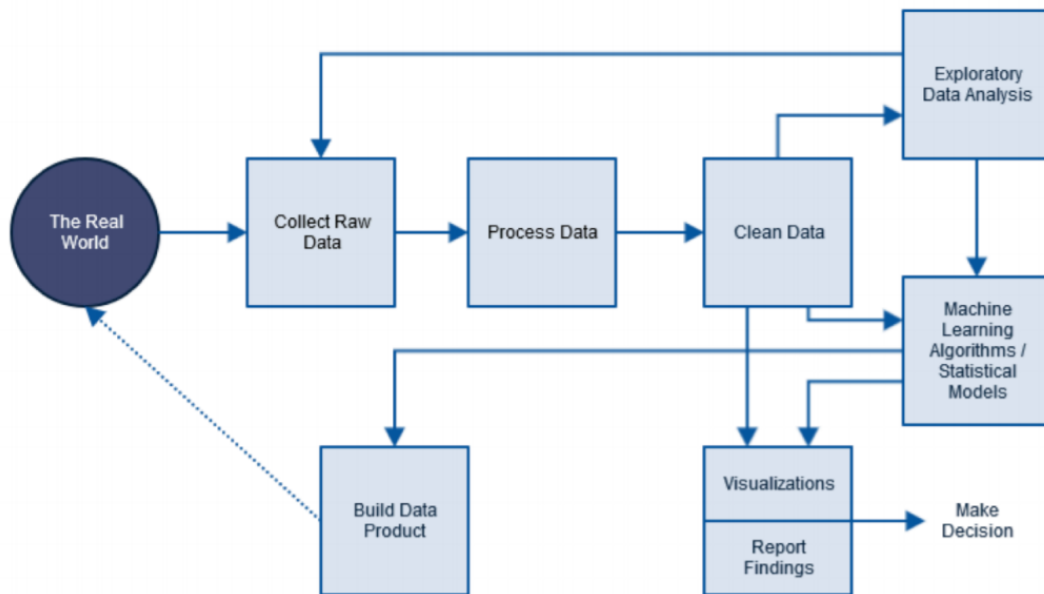 Exploratory
Data Analysis
The Real
World
Collect Raw
Data
Process Data
Clean Data
Machine
Learning
Algorithms /
Statistical
Models
Build Data
Product
Visualizations
Report
Findings
Make
Decision